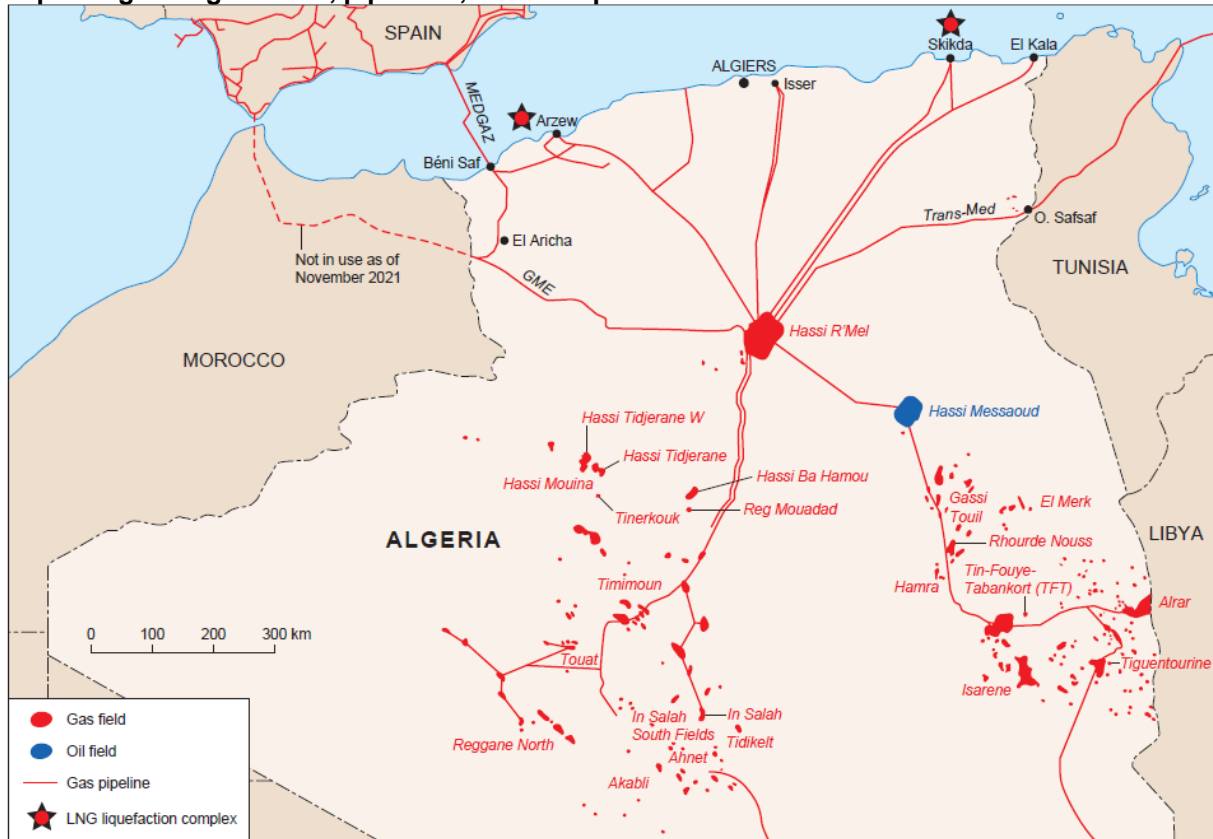 SPAIN
Skikda
El Kala
ALGIERS
Isser
MEDGAZ
Arzew
Béni Saf
Trans-Med
O. Safsaf
El Aricha
Not in use as of
November 2021
GME
TUNISIA
Hassi R'Mel
MOROCCO
Hassi Messaoud
Hassi Tidjerane W
Hassi Tidjerane
Hassi Mouina
Hassi Ba Hamou
Tinerkouk
Reg Mouadad
Gassi
Touil
El Merk
ALGERIA
LIBYA
Rhourde Nouss
Timimoun
Hamra
Tin-Fouye-
Tabankort (TFT)
Alrar
0 100 200 300 km
Touat
Tiguentourine
Isarene
In Salah
South Fields
In Salah
Reggane North
Tidikelt
Ahnet
Akabli
Gas field
Oil field
Gas pipeline
LNG liquefaction complex